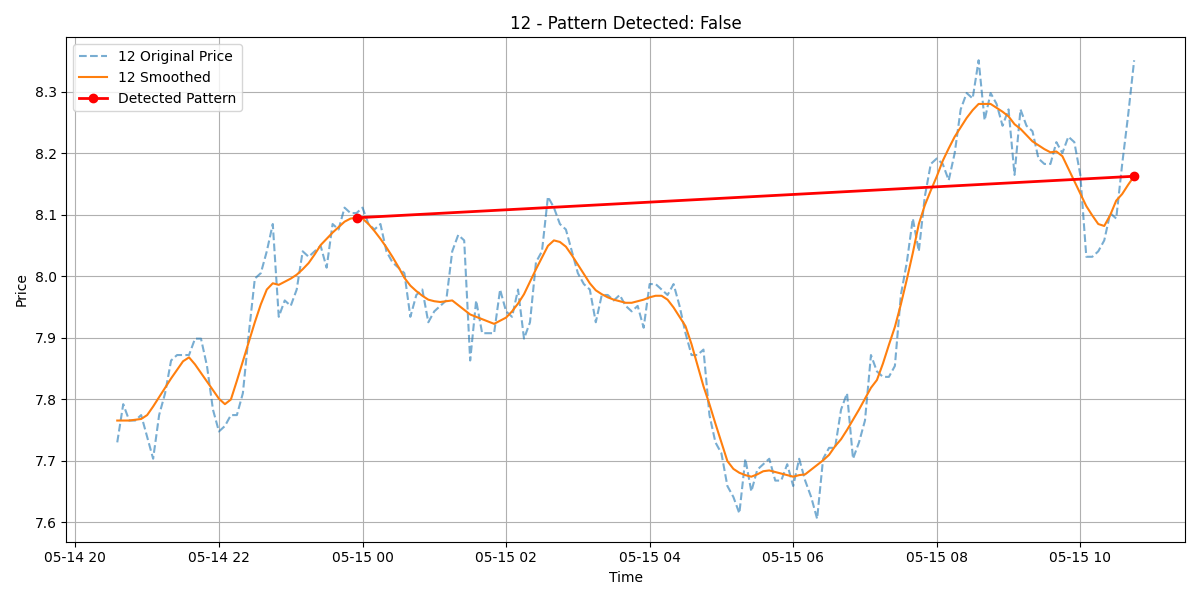 12 - Pattern Detected: False
12 Original Price
12 Smoothed
Detected Pattern
Price
8.3
8.2
8.1
8.0
7.9
7.8
7.7
7.6
05-14 20 05-14 22 05-15 00 05-15 02 05-15 04 05-15 06 05-15 08 05-15 10
Time